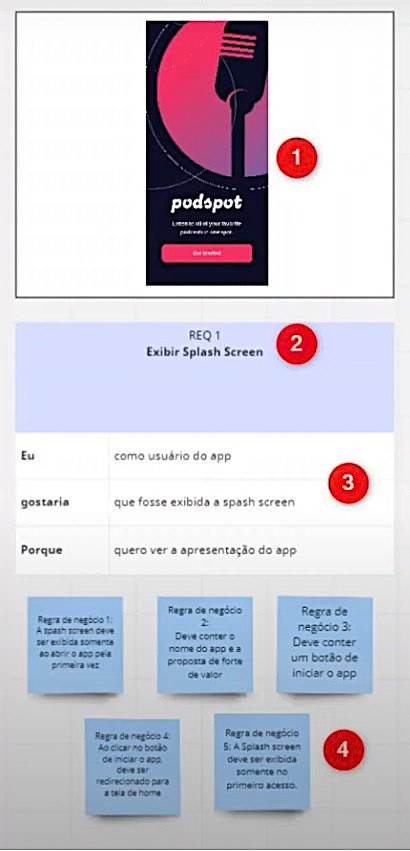 1
podspot
Listen to all of your favorite
podcasts in one spot.
Get Started
REQ 1
2
Exibir Splash Screen
Eu como usuário do app
3
gostaria que fosse exibida a spash screen
Porque quero ver a apresentação do app
Regra de negócio 1:
A spash screen deve
ser exibida somente
ao abrir o app pela
primeira vez
Regra de negócio
2:
Deve conter o
nome do app e a
proposta de forte
de valor
Regra de
negócio 3:
Deve conter
um botão de
iniciar o app
Regra de negócio 4:
Ao clicar no botão
de iniciar o app,
deve ser
redirecionado para
a tela de home
Regra de negócio
5: A Splash screen
deve ser exibida
somente no
primeiro acesso.
4